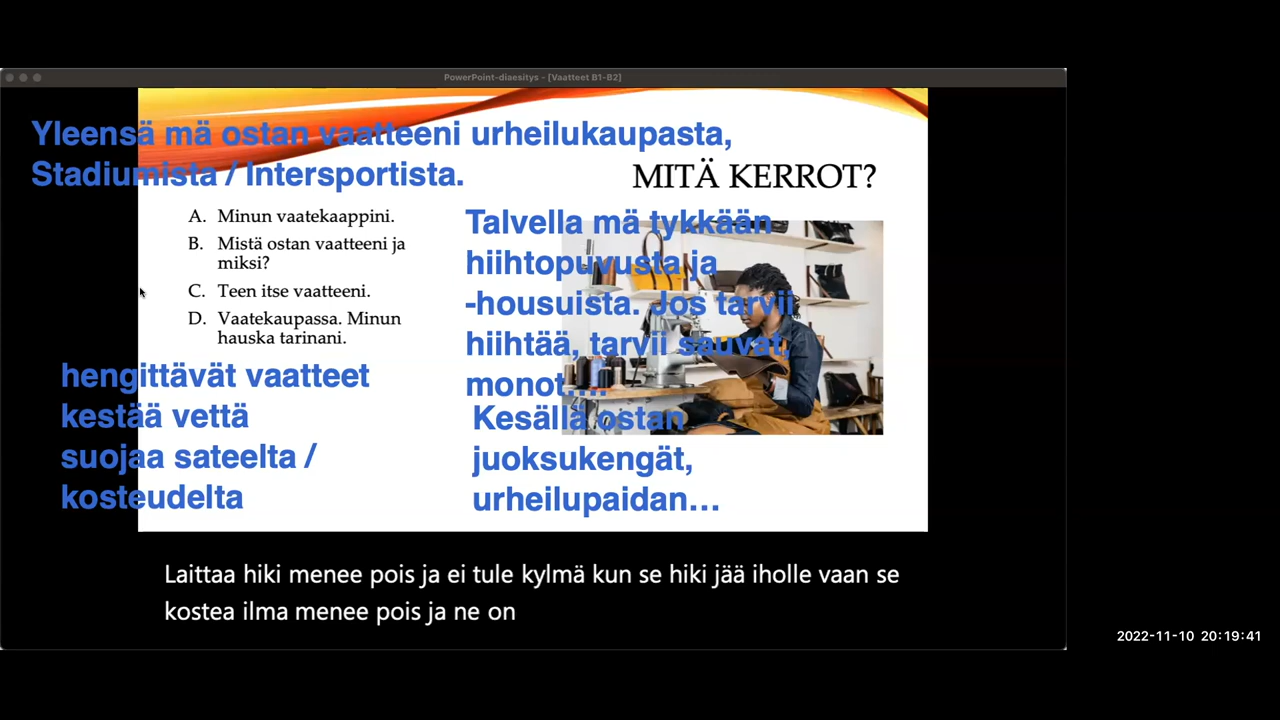 PowerPoint-diaesitys - [Vaatteet B1-B2]
Yleensä mä ostan vaatteeni urheilukaupasta,
Stadiumista / Intersportista.
MITÄ KERROT?
A. Minun vaatekaappini.
B. Mistä ostan vaatteeni ja
miksi?
C. Teen itse vaatteeni.
D. Vaatekaupassa. Minun
hauska tarinani.
Talvella mä tykkään
hiihtopuvusta ja
-housuista. Jos tarvii
hiihtää, tarvii sauvat,
monot....
hengittävät vaatteet
kestää vettä
suojaa sateelta /
kosteudelta
Kesällä ostan
juoksukengät,
urheilupaidan...
Laittaa hiki menee pois ja ei tule kylmä kun se hiki jää iholle vaan se
kostea ilma menee pois ja ne on
2022-11-10 20:19:41